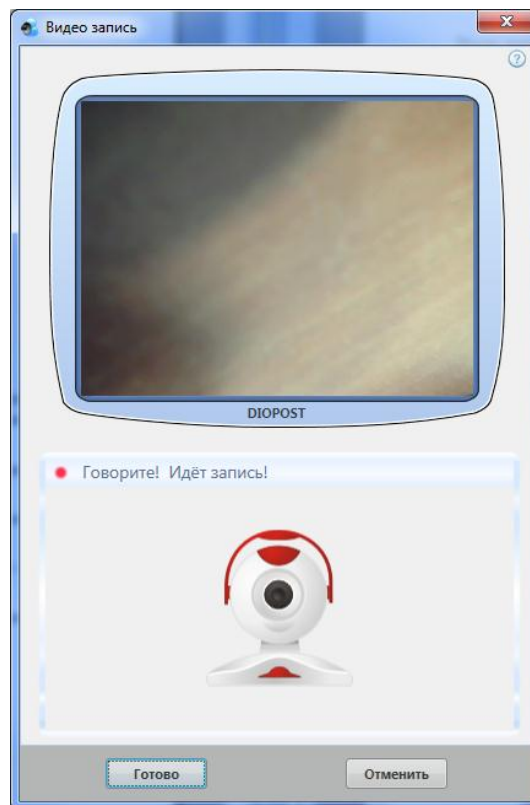 Видео запись
?
DIOPOST
Говорите! Идёт запись!
Готово
Отменить